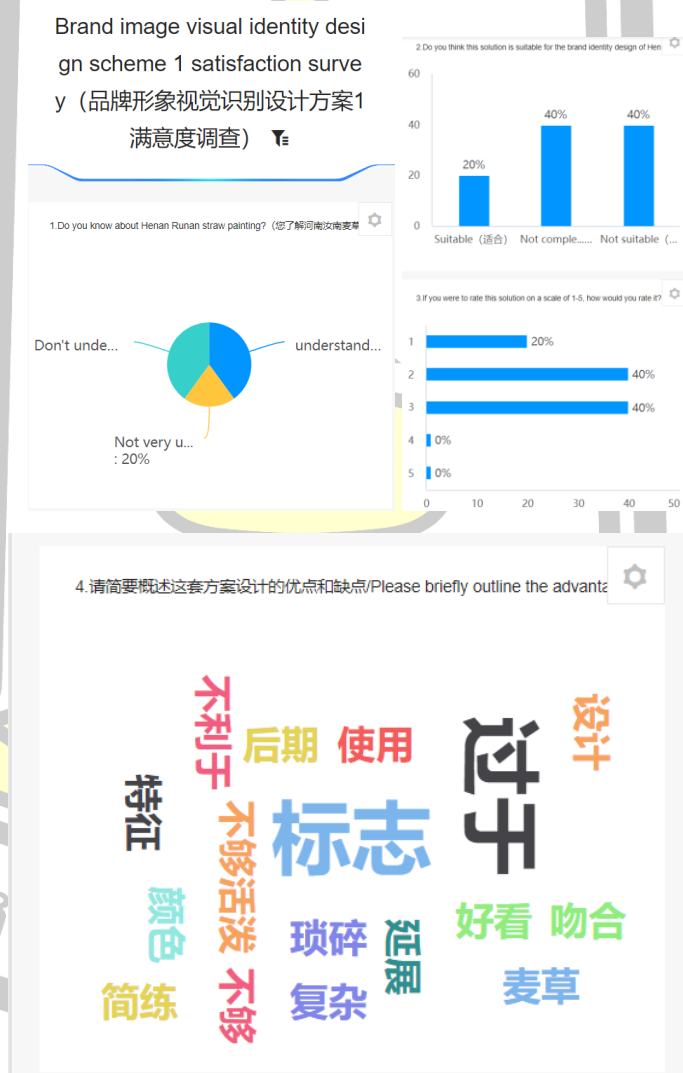 Brand image visual identity desi
gn scheme 1 satisfaction surve
y（品牌形象视觉识别设计方案1
满意度调查）
1.Do you know about Henan Runan straw painting?（您了解河南汝南麦草
Don't unde...
understand...
Not very u...
: 20%
2.Do you think this solution is suitable for the brand identity design of Hen
60
40
20
0
20%
40%
40%
Suitable（适合）
Not comple......
Not suitable（...
3.If you were to rate this solution on a scale of 1-5, how would you rate it?
1
20%
2
40%
3
40%
4
0%
5
0%
0
10
20
30
40
50
4.请简要概述这套方案设计的优点和缺点/Please briefly outline the advanta
不利于
后期
使用
过于
设计
特征
不够活泼
标志
颜色
琐碎
延展
好看
吻合
简练
不够
复杂
麦草